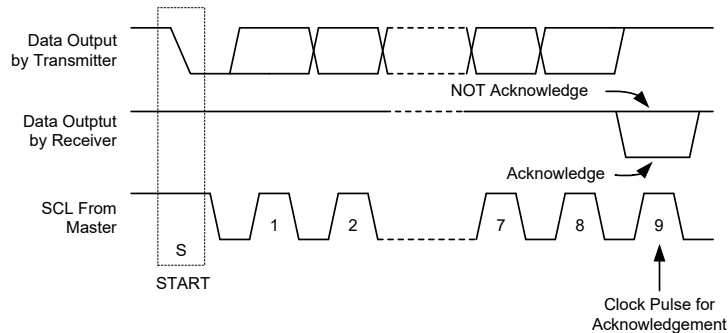 Data Output
by Transmitter
NOT Acknowledge
Data Outptut
by Receiver
Acknowledge
SCL From
Master
1
2
7
8
9
S
START
Clock Pulse for
Acknowledgement